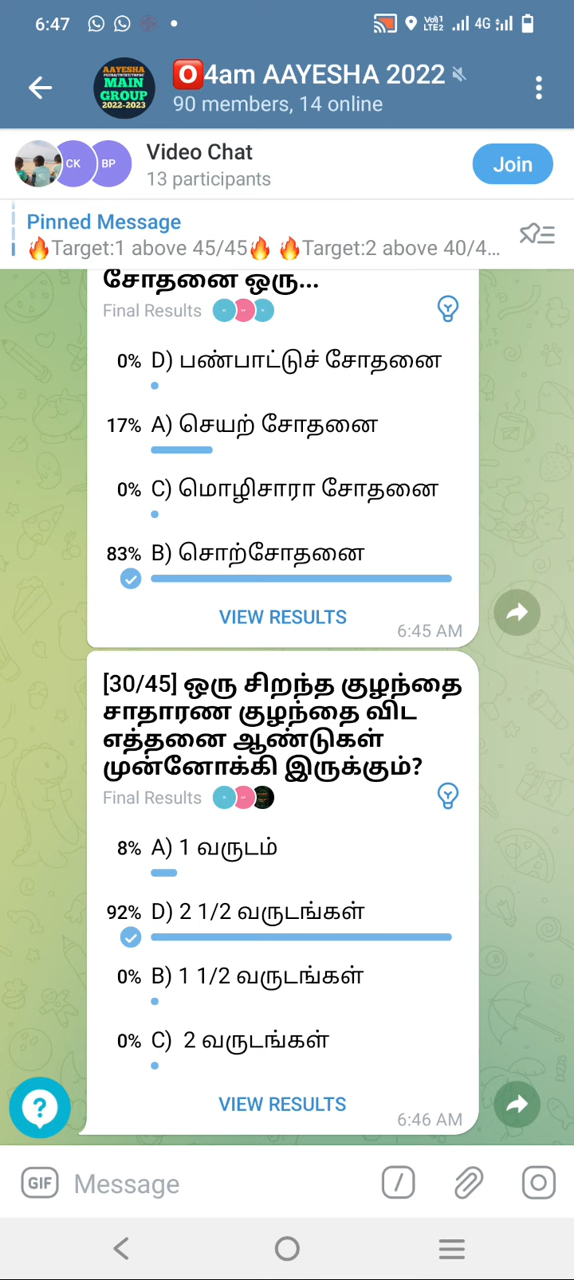 6:47
Vo)) 1
LTE2
4G
AAYESHA
MAIN
GROUP
2022-2023
O4am AAYESHA 2022
90 members, 14 online
CK
BP
Video Chat
13 participants
Join
Pinned Message
🔥Target:1 above 45/45🔥 🔥Target:2 above 40/4...
சோதனை ஒரு...
Final Results
0% D) பண்பாட்டுச் சோதனை
17% A) செயற் சோதனை
0% C) மொழிசாரா சோதனை
83% B) சொற்சோதனை
VIEW RESULTS
6:45 AM
[30/45] ஒரு சிறந்த குழந்தை
சாதாரண குழந்தை விட
எத்தனை ஆண்டுகள்
முன்னோக்கி இருக்கும்?
Final Results
8% A) 1 வருடம்
92% D) 2 1/2 வருடங்கள்
0% B) 1 1/2 வருடங்கள்
0% C) 2 வருடங்கள்
VIEW RESULTS
6:46 AM
?
GIF
Message
/